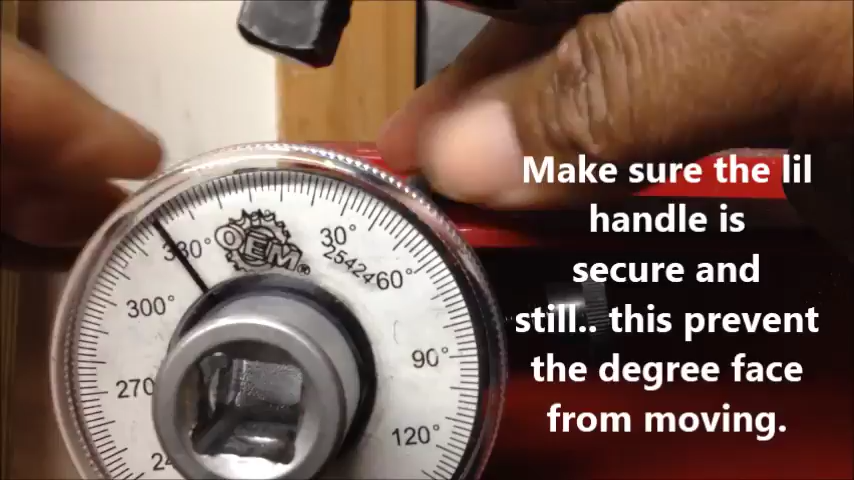 Make sure the lil
handle is
secure and
still.. this prevent
the degree face
from moving.
OEM®
25424
30°
60°
90°
120°
270
300°
330°